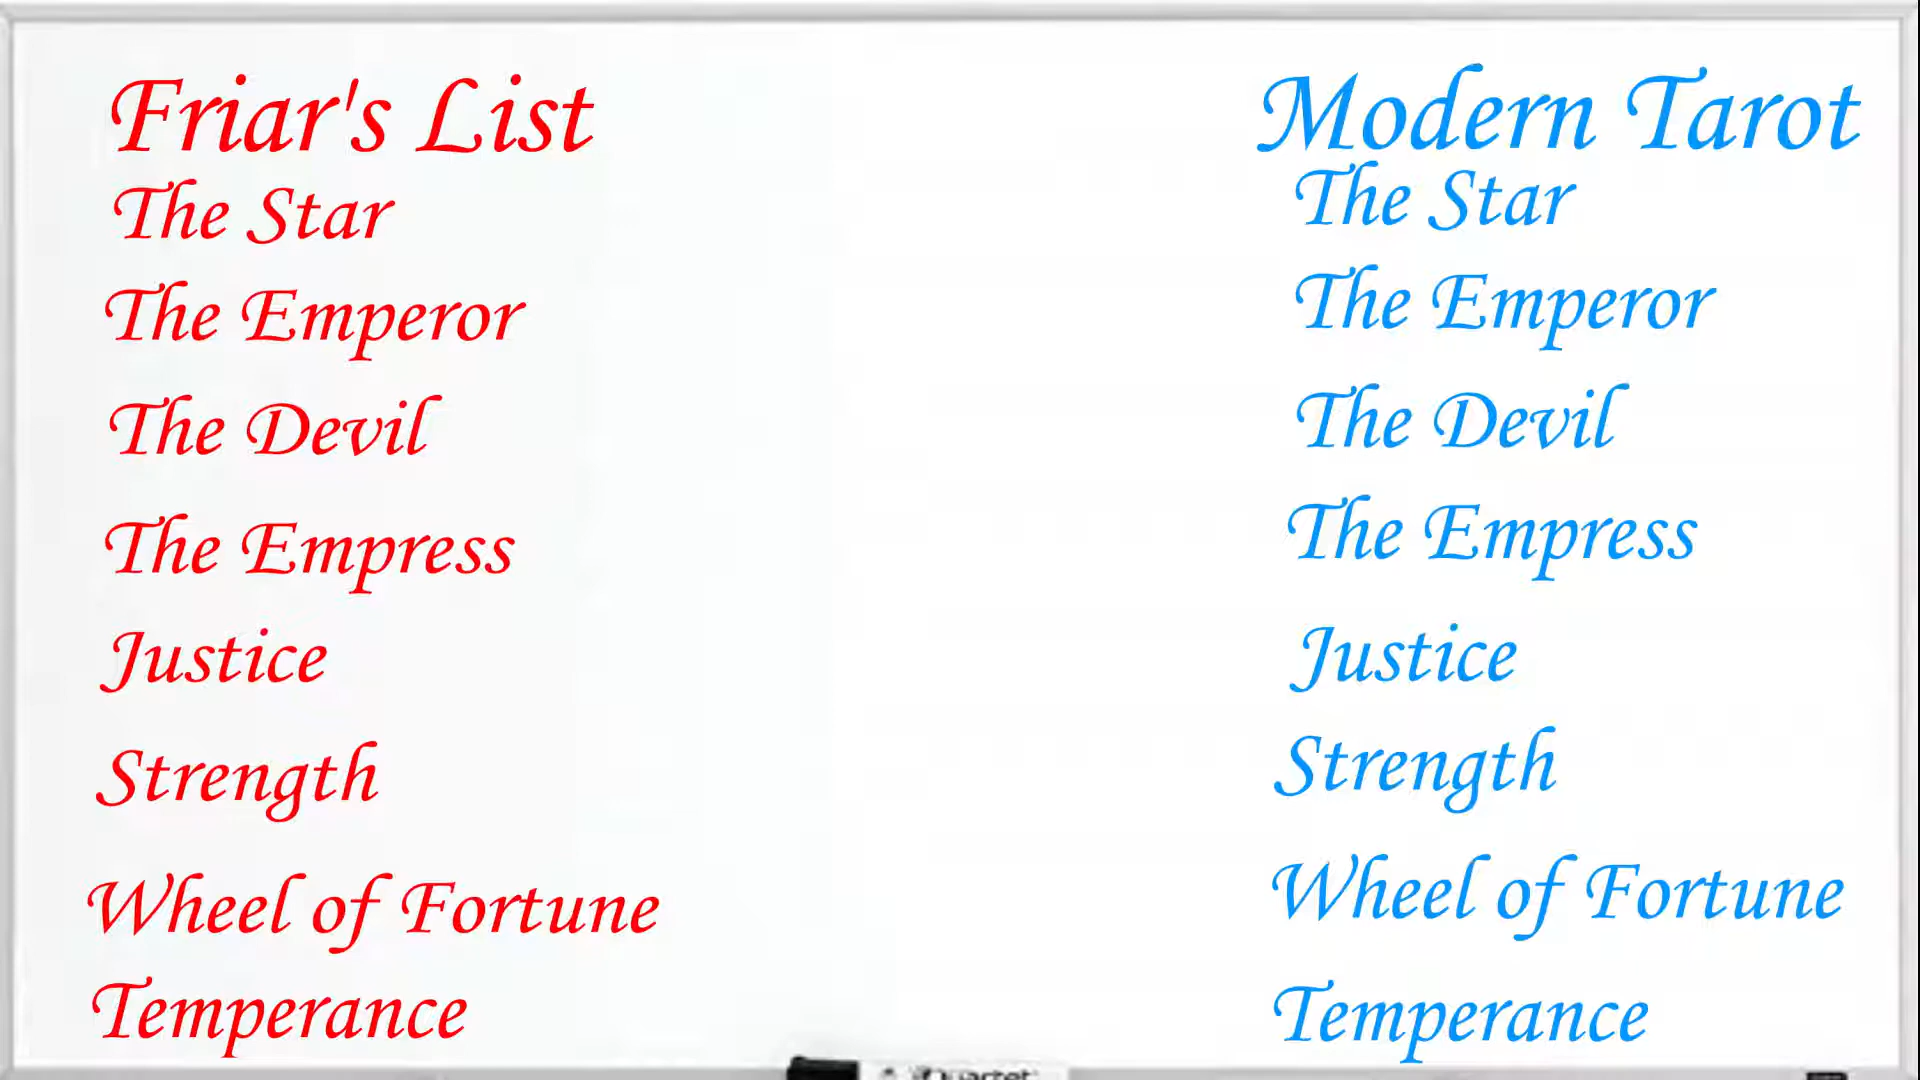 Friar's List
The Star
The Emperor
The Devil
The Empress
Justice
Strength
Wheel of Fortune
Temperance
Modern Tarot
The Star
The Emperor
The Devil
The Empress
Justice
Strength
Wheel of Fortune
Temperance